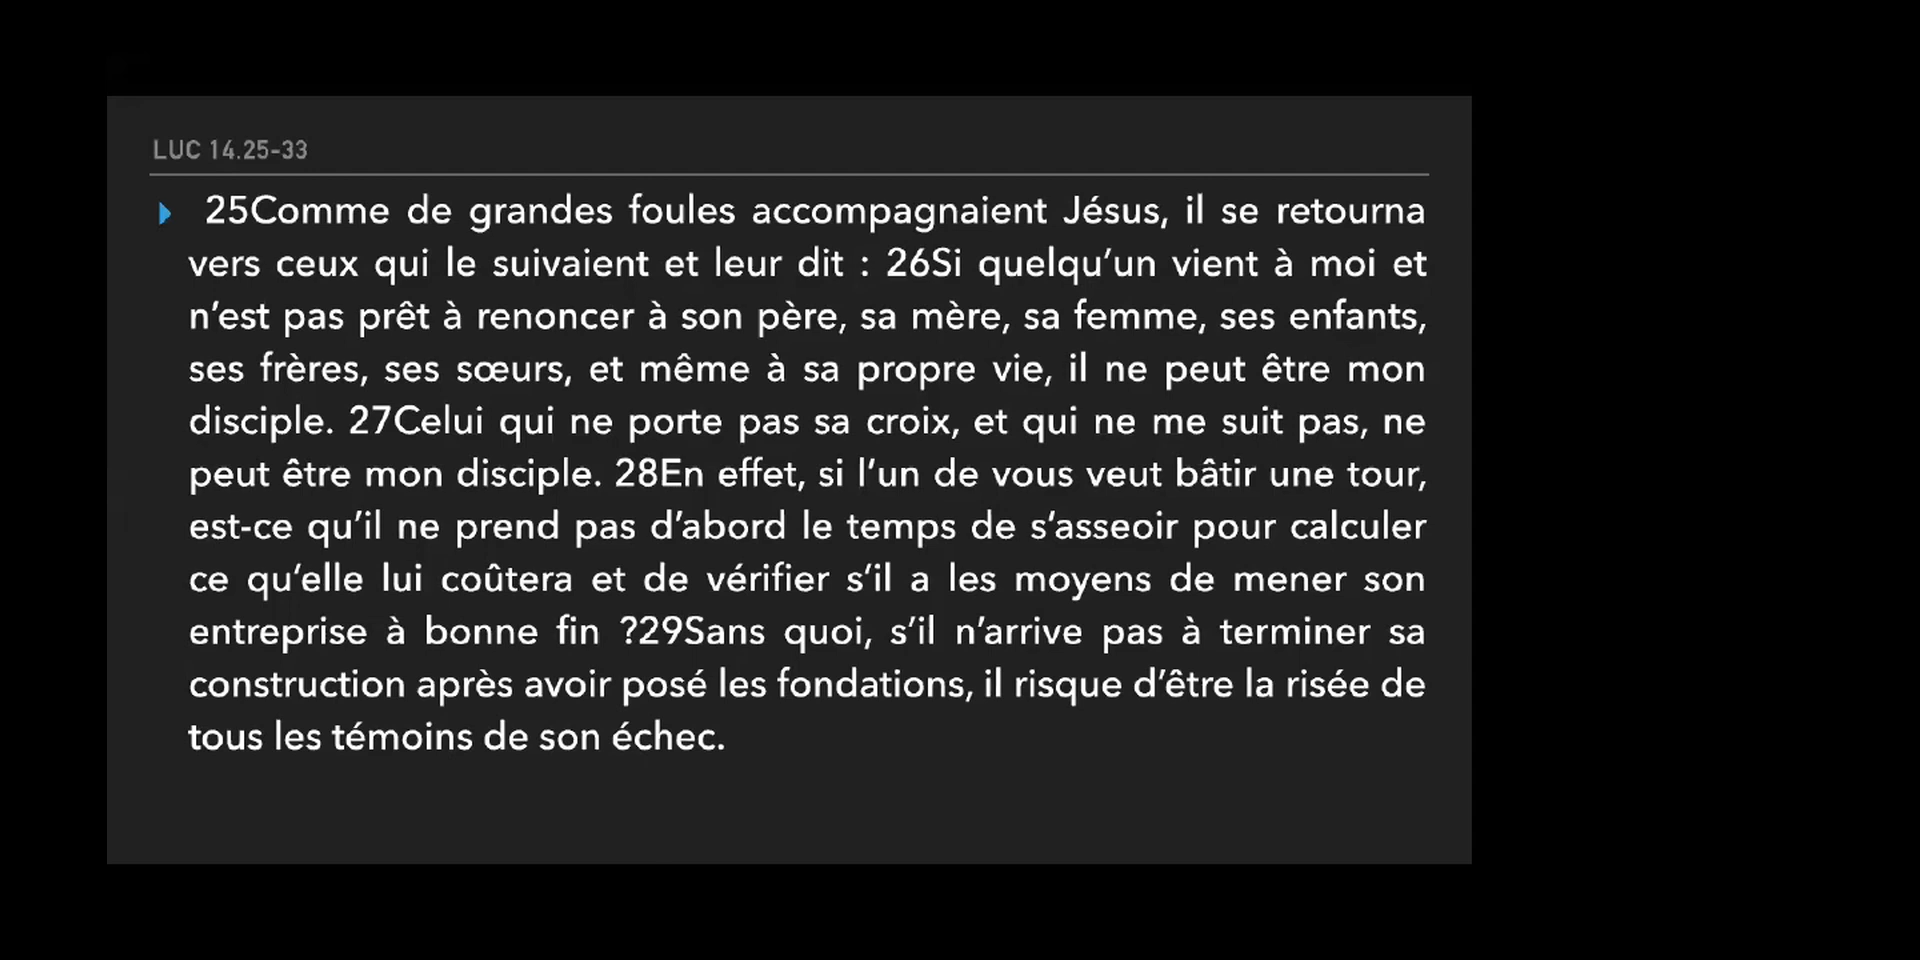 LUC 14.25-33
25Comme de grandes foules accompagnaient Jésus, il se retourna
vers ceux qui le suivaient et leur dit : 26Si quelqu’un vient à moi et
n’est pas prêt à renoncer à son père, sa mère, sa femme, ses enfants,
ses frères, ses sœurs, et même à sa propre vie, il ne peut être mon
disciple. 27Celui qui ne porte pas sa croix, et qui ne me suit pas, ne
peut être mon disciple. 28En effet, si l’un de vous veut bâtir une tour,
est-ce qu’il ne prend pas d’abord le temps de s’asseoir pour calculer
ce qu’elle lui coûtera et de vérifier s’il a les moyens de mener son
entreprise à bonne fin ?29Sans quoi, s’il n’arrive pas à terminer sa
construction après avoir posé les fondations, il risque d’être la risée de
tous les témoins de son échec.